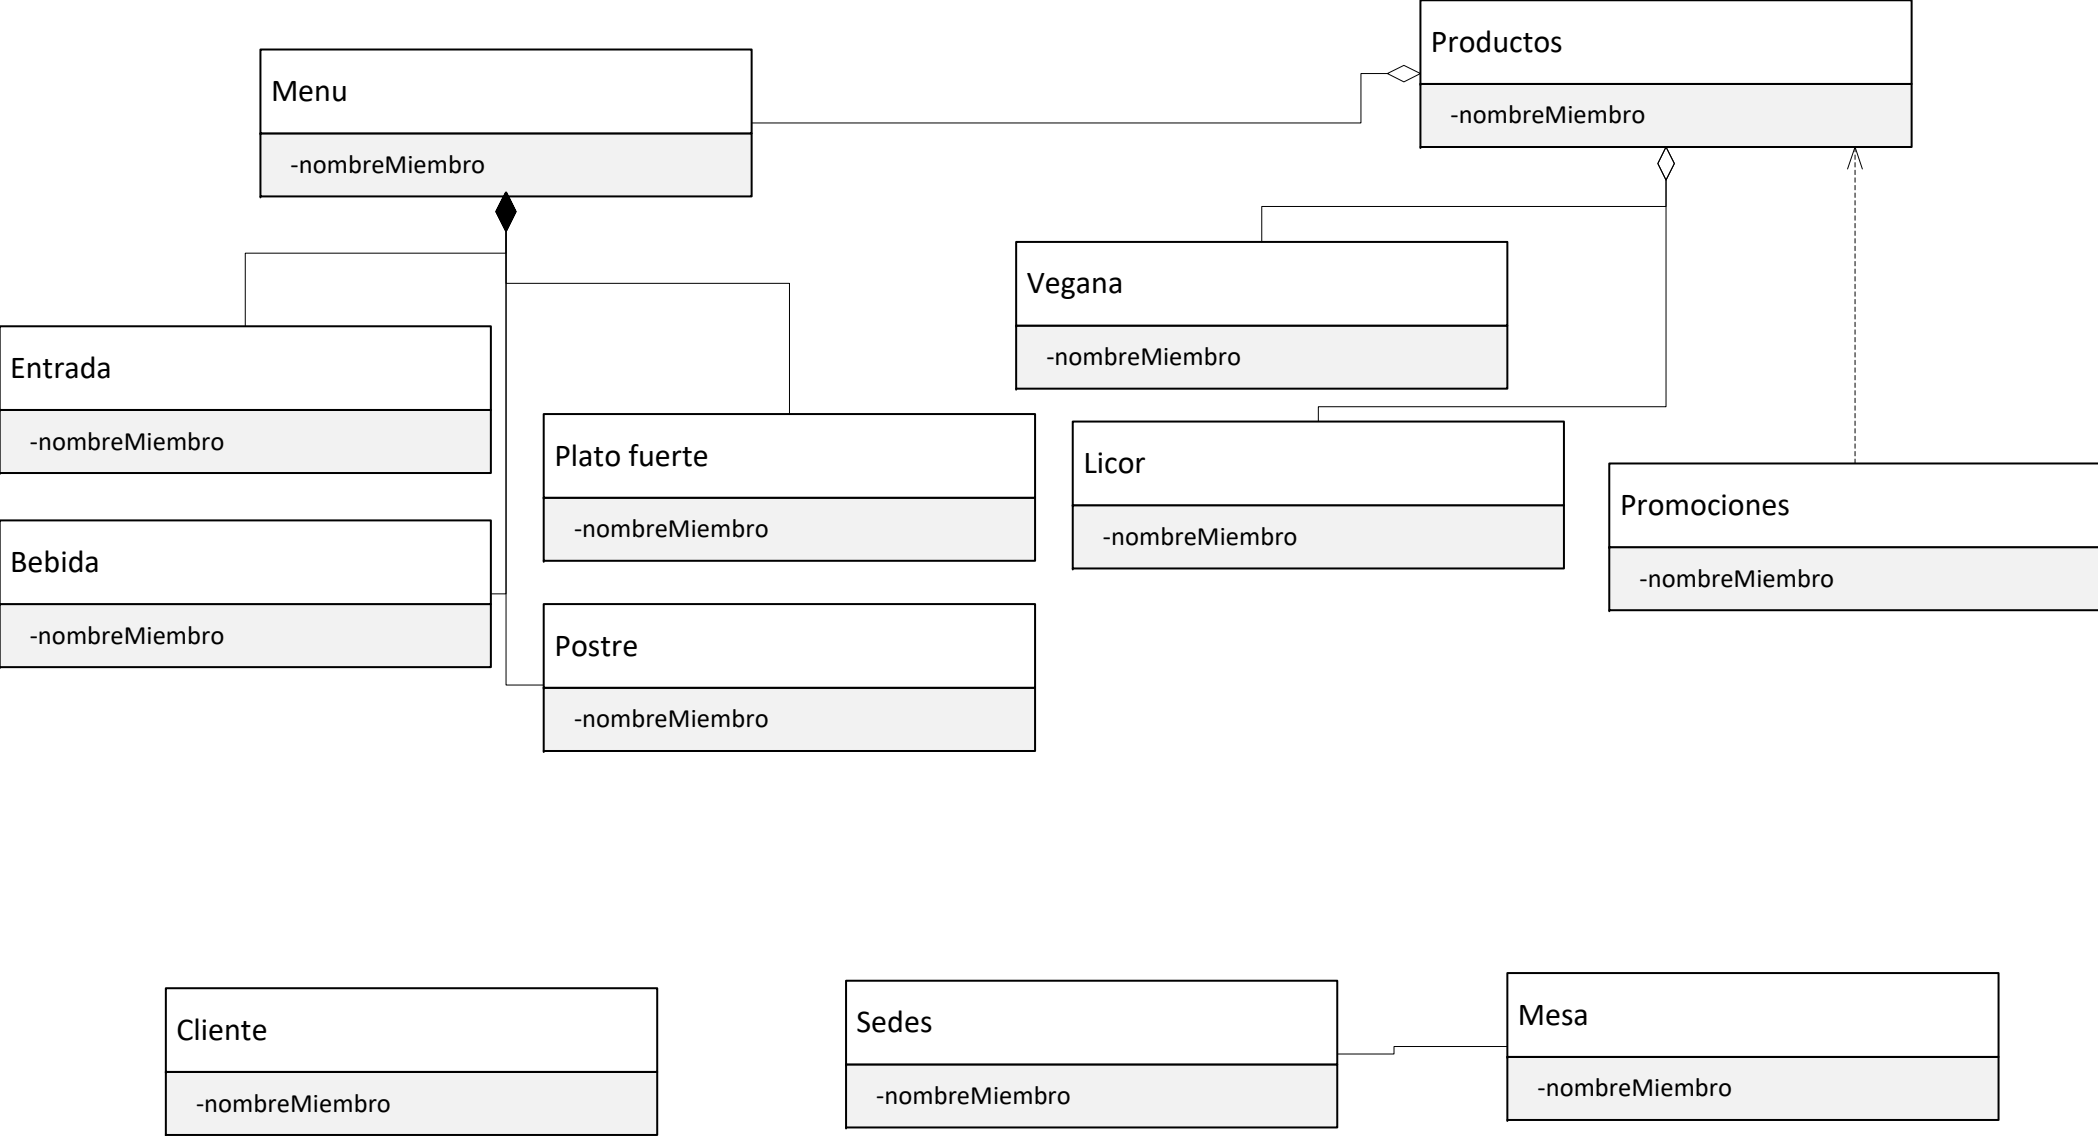 Productos
-nombreMiembro
Menu
-nombreMiembro
Vegana
-nombreMiembro
Entrada
-nombreMiembro
Plato fuerte
-nombreMiembro
Licor
-nombreMiembro
Promociones
-nombreMiembro
Bebida
-nombreMiembro
Postre
-nombreMiembro
Cliente
-nombreMiembro
Sedes
-nombreMiembro
Mesa
-nombreMiembro